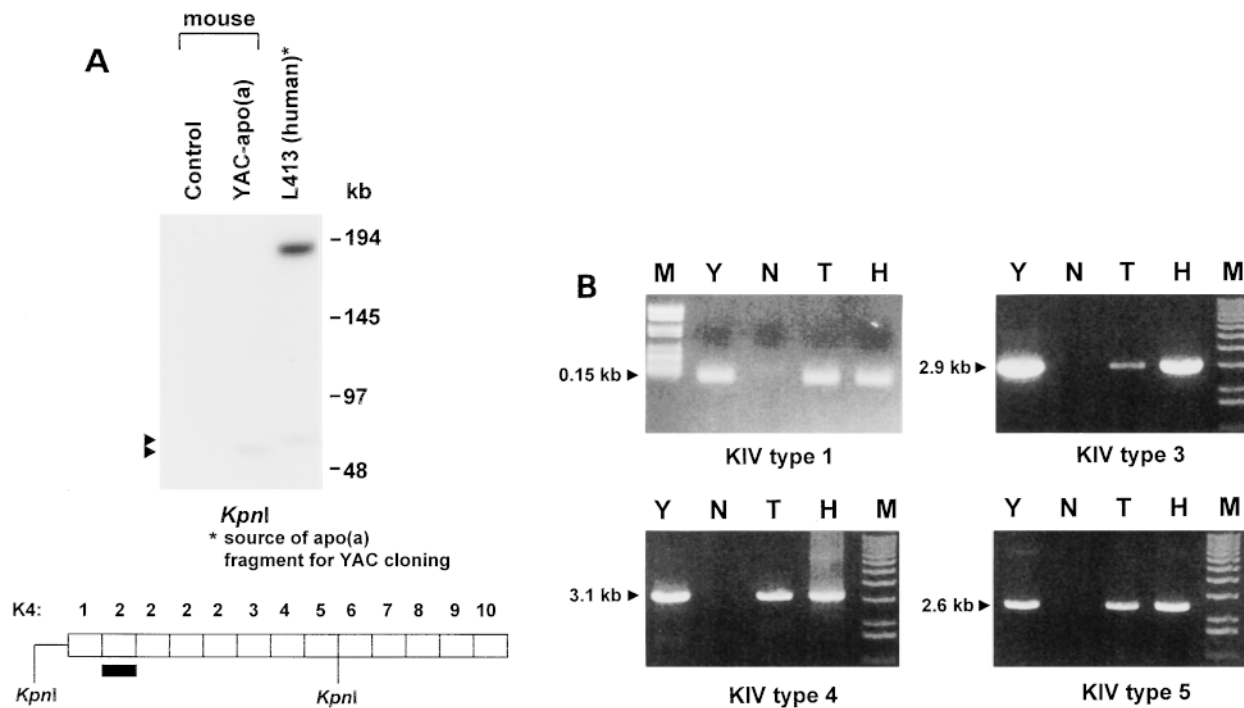 A
mouse
Control
YAC-apo(a)
L413 (human)*
kb
194
145
97
48
KpnI
* source of apo(a)
fragment for YAC cloning
K4: 1 2 2 2 2 3 4 5 6 7 8 9 10
KpnI KpnI
B
M Y N T H
0.15 kb
KIV type 1
Y N T H M
2.9 kb
KIV type 3
Y N T H M
3.1 kb
KIV type 4
Y N T H M
2.6 kb
KIV type 5